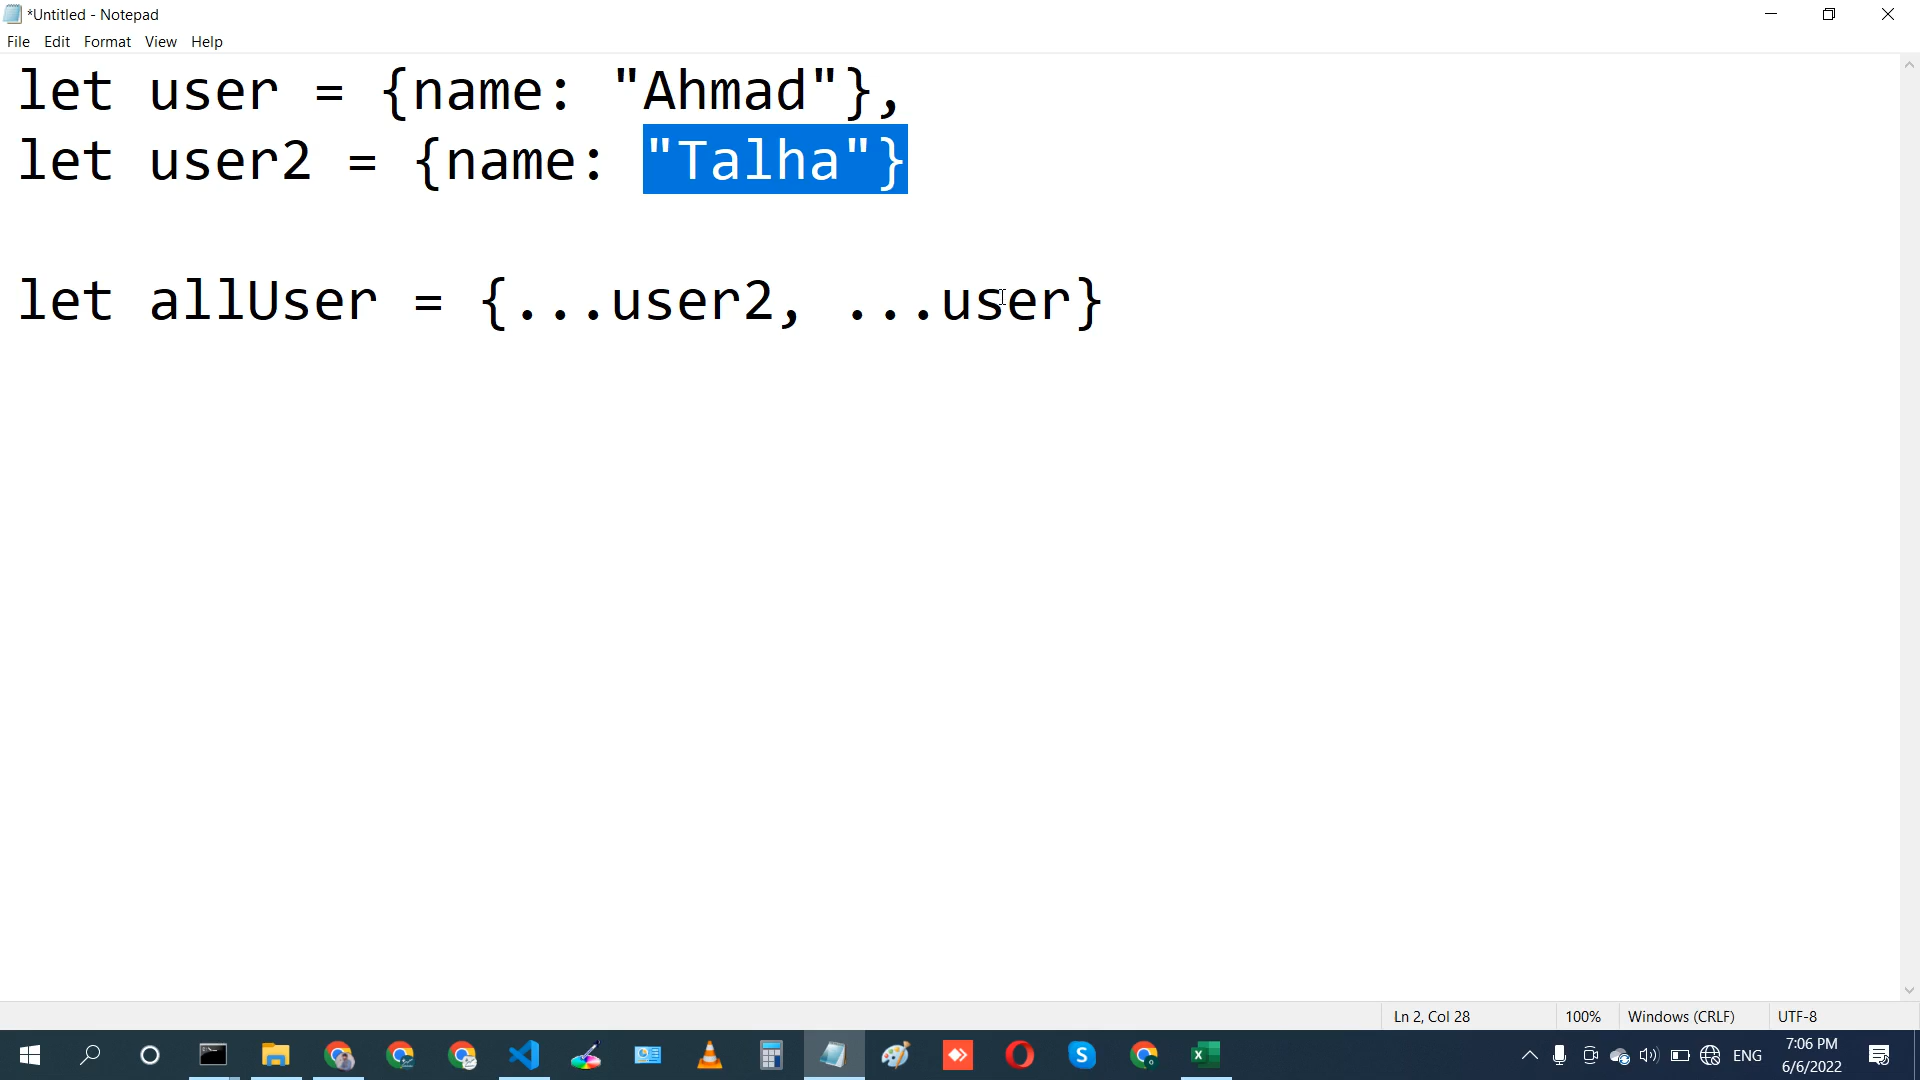 *Untitled - Notepad
File Edit Format View Help
let user = {name: "Ahmad"},
let user2 = {name: "Talha"}
let allUser = {...user2, ...user}
Ln 2, Col 28 100% Windows (CRLF) UTF-8
ENG
7:06 PM
6/6/2022